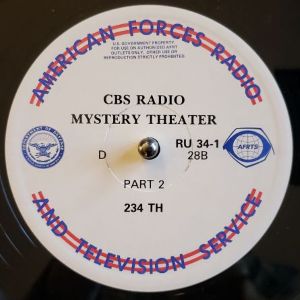 AMERICAN FORCES RADIO
U.S. GOVERNMENT PROPERTY
FOR USE ON AUTHORIZED AFRT
OUTLETS ONLY. OTHER USE OR
REPRODUCTION STRICTLY PROHIBITED.
CBS RADIO
MYSTERY THEATER
D
RU 34-1
28B
AFRTS
PART 2
234 TH
AND TELEVISION SERVICE